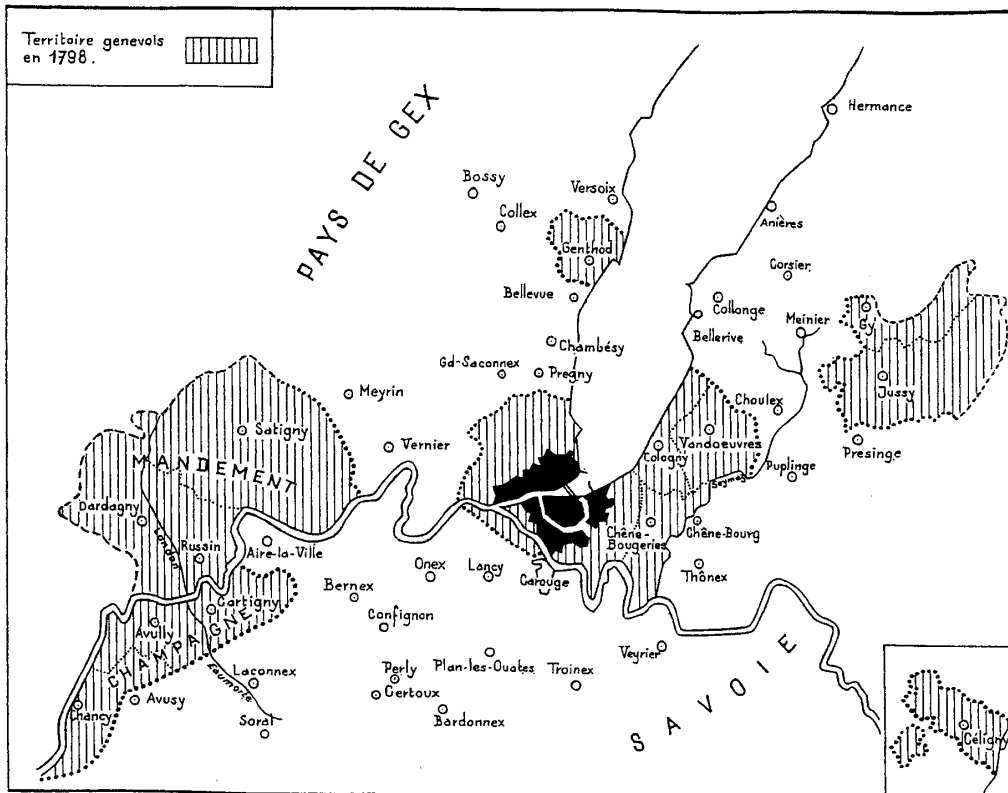 Territoire genevois
en 1798.
PAYS DE GEX
Hermance
Bossy
Versoix
Collex
Anières
Genthod
Corsier
Bellevue
Collonge
Gy
Bellerive
Meinier
Chambésy
Gd-Saconnex
Pregny
Jussy
Meyrin
Choulex
Satigny
Vandoeuvres
Vernier
Cologny
Presinge
MANDEMENT
Puplinge
Seymaz
Dardagny
Chêne-
Bougeries
Chêne-Bourg
London
Russin
Aire-la-Ville
Onex
Lancy
Carouge
Thônex
Bernex
Cartigny
Confignon
Avully
CHAMPAGNE
Veyrier
SAVOIE
Laconnex
Perly
Plan-les-Ouates
Troinex
Laumorte
Chancy
Avusy
Certoux
Bardonnex
Soral
Céligny